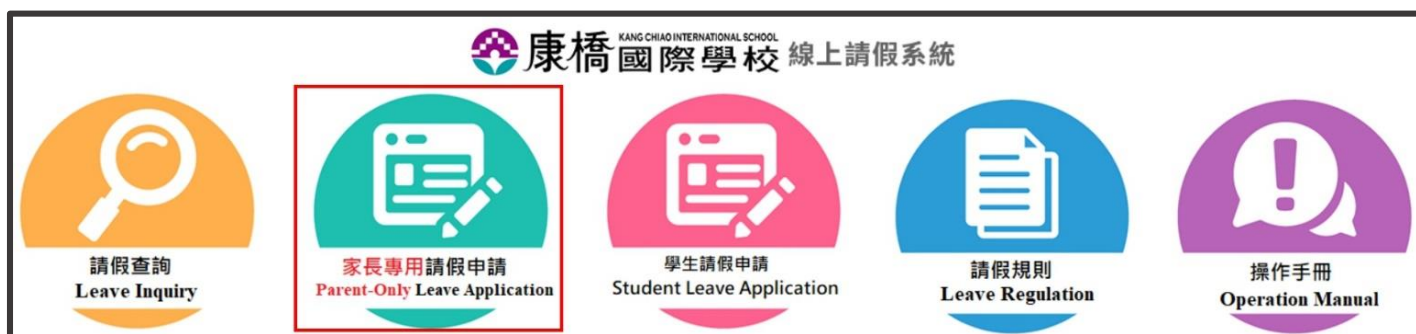 康橋國際學校 KANG CHIAO INTERNATIONAL SCHOOL 線上請假系統
請假查詢
Leave Inquiry
家長專用請假申請
Parent-Only Leave Application
學生請假申請
Student Leave Application
請假規則
Leave Regulation
操作手冊
Operation Manual